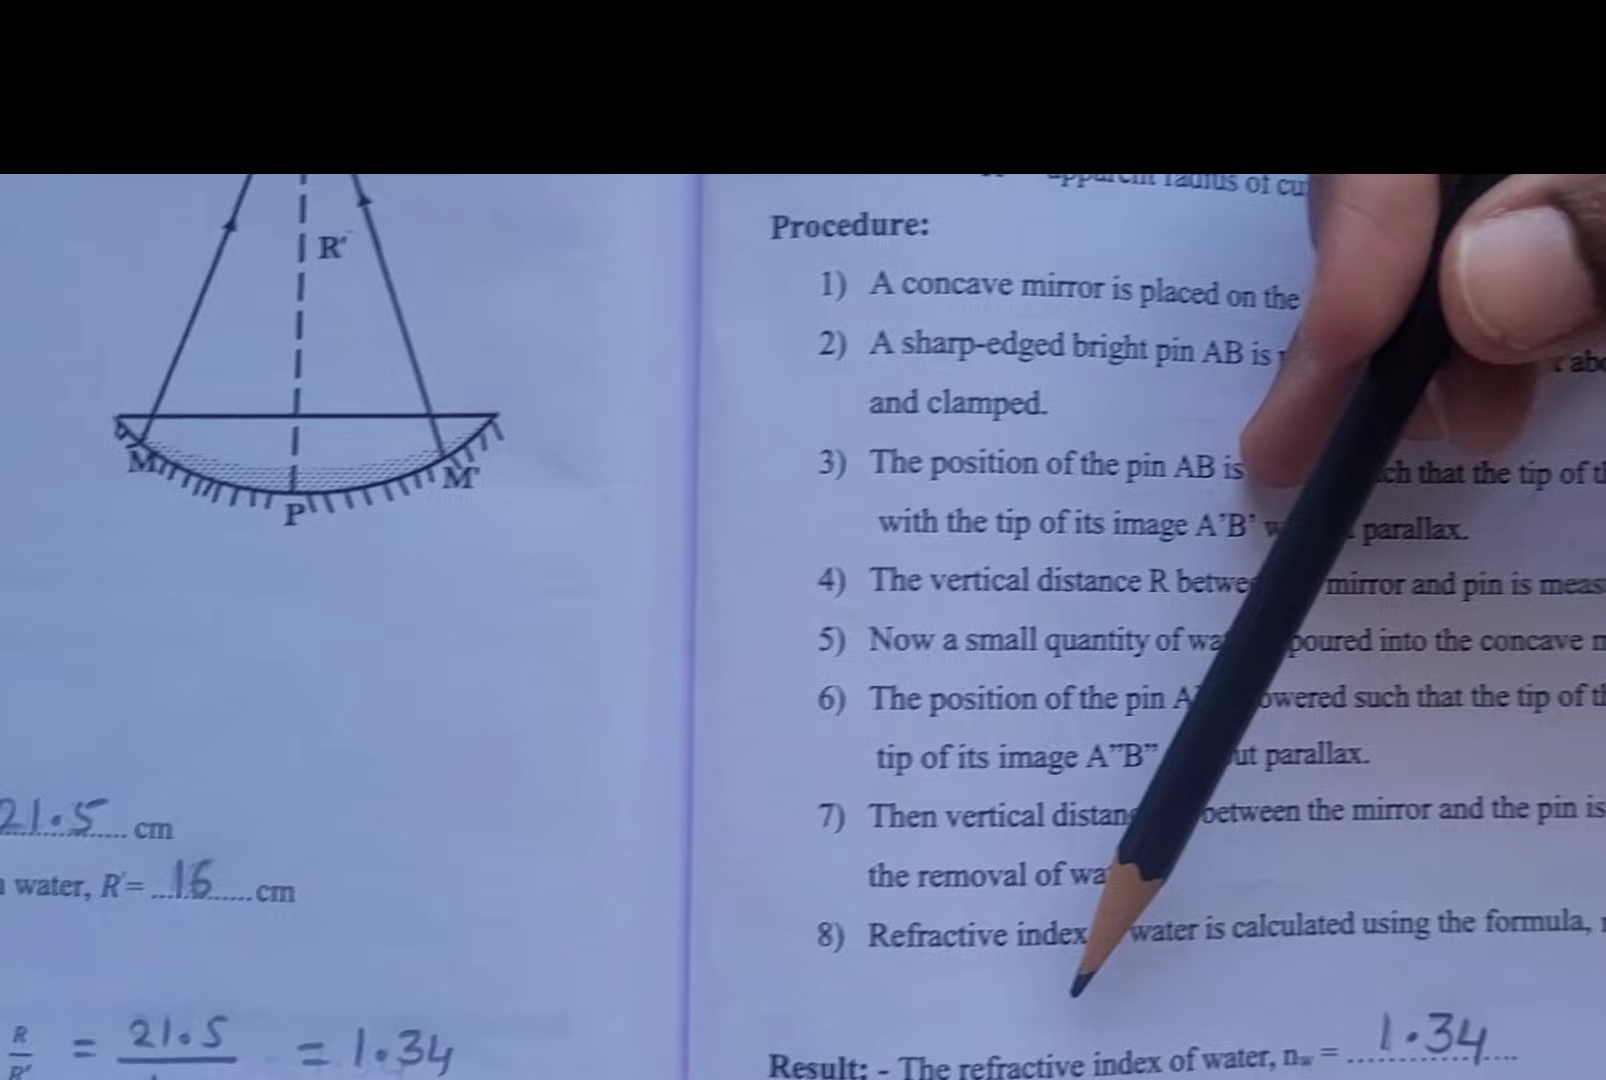 R'
M
M'
P
21.5 cm
water, R'= 16 cm
R/R' = 21.5 = 1.34
apparent radius of cu
Procedure:
1) A concave mirror is placed on the
2) A sharp-edged bright pin AB is
and clamped.
3) The position of the pin AB is ch that the tip of t
with the tip of its image A’B’ w parallax.
4) The vertical distance R betwe mirror and pin is meas
5) Now a small quantity of wa poured into the concave
6) The position of the pin A owered such that the tip of t
tip of its image A”B” ut parallax.
7) Then vertical distan between the mirror and the pin is
the removal of wa
8) Refractive index water is calculated using the formula,
Result: - The refractive index of water, nw = 1.34